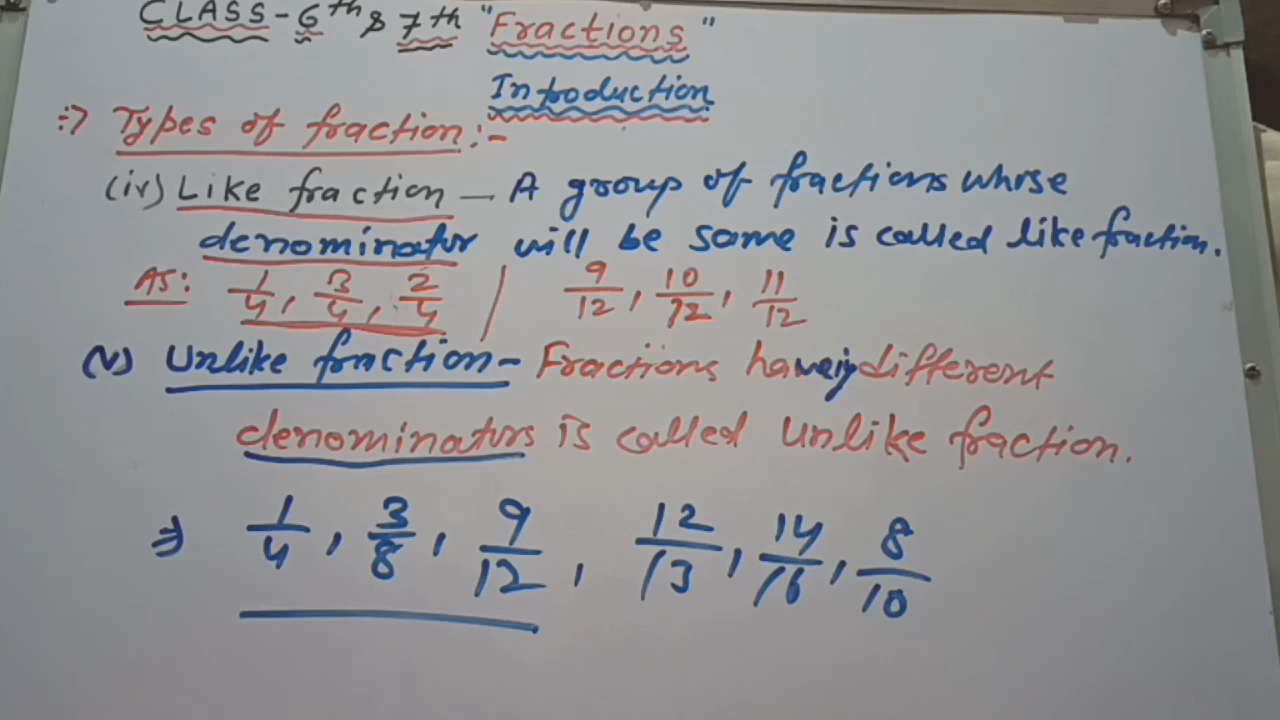 CLASS-6th & 7th "Fractions"
Introduction
⇒ Types of fraction:-
(iv) Like fraction — A group of fractions whose
denominator will be same is called like fraction.
As: 1/4, 3/4, 2/4 / 9/12, 10/12, 11/12
(v) Unlike fraction - Fractions having different
denominators is called unlike fraction.
⇒ 1/4, 3/8, 9/12, 12/13, 14/16, 8/10